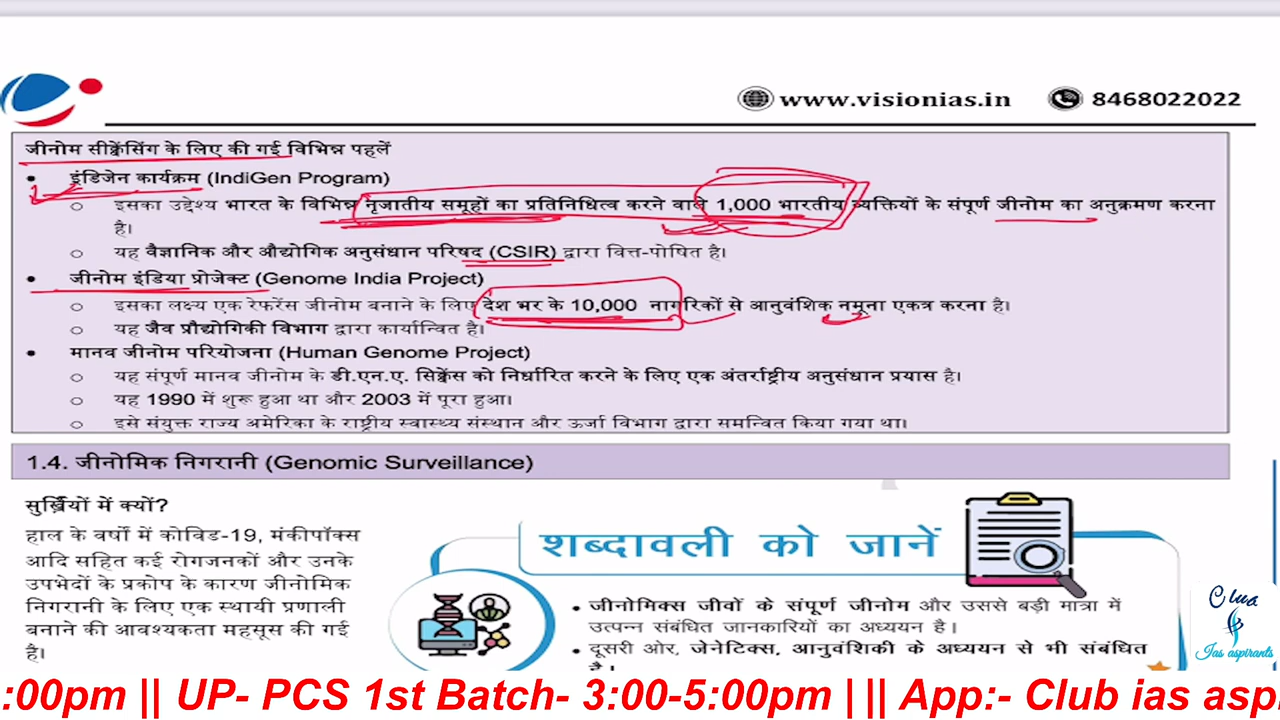 www.visionias.in
8468022022
जीनोम सीक्वेंसिंग के लिए की गई विभिन्न पहलें
• इंडिजेन कार्यक्रम (IndiGen Program)
○ इसका उद्देश्य भारत के विभिन्न नृजातीय समूहों का प्रतिनिधित्व करने वाले 1,000 भारतीय व्यक्तियों के संपूर्ण जीनोम का अनुक्रमण करना
है।
○ यह वैज्ञानिक और औद्योगिक अनुसंधान परिषद (CSIR) द्वारा वित्त-पोषित है।
• जीनोम इंडिया प्रोजेक्ट (Genome India Project)
○ इसका लक्ष्य एक रेफरेंस जीनोम बनाने के लिए देश भर के 10,000 नागरिकों से आनुवंशिक नमूना एकत्र करना है।
○ यह जैव प्रौद्योगिकी विभाग द्वारा कार्यान्वित है।
• मानव जीनोम परियोजना (Human Genome Project)
○ यह संपूर्ण मानव जीनोम के डी.एन.ए. सिक्वेंस को निर्धारित करने के लिए एक अंतर्राष्ट्रीय अनुसंधान प्रयास है।
○ यह 1990 में शुरू हुआ था और 2003 में पूरा हुआ।
○ इसे संयुक्त राज्य अमेरिका के राष्ट्रीय स्वास्थ्य संस्थान और ऊर्जा विभाग द्वारा समन्वित किया गया था।
1.4. जीनोमिक निगरानी (Genomic Surveillance)
सुर्ख़ियों में क्यों?
हाल के वर्षों में कोविड-19, मंकीपॉक्स
आदि सहित कई रोगजनकों और उनके
उपभेदों के प्रकोप के कारण जीनोमिक
निगरानी के लिए एक स्थायी प्रणाली
बनाने की आवश्यकता महसूस की गई
है।
शब्दावली को जानें
• जीनोमिक्स जीवों के संपूर्ण जीनोम और उससे बड़ी मात्रा में
उत्पन्न संबंधित जानकारियों का अध्ययन है।
• दूसरी ओर, जेनेटिक्स, आनुवंशिकी के अध्ययन से भी संबंधित
है।
Club
Ias aspirants
:00pm || UP- PCS 1st Batch- 3:00-5:00pm | || App:- Club ias asp